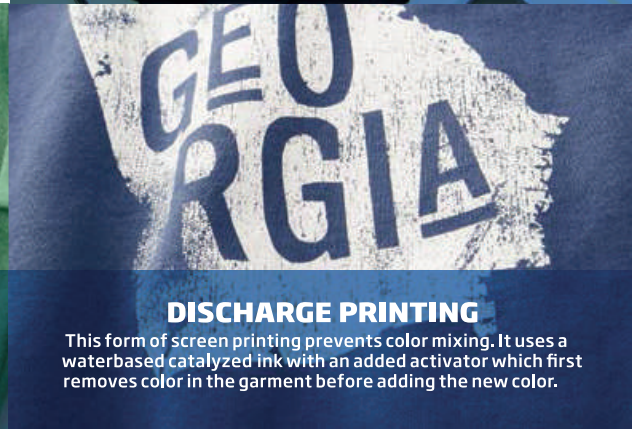 GEO
RGIA
DISCHARGE PRINTING
This form of screen printing prevents color mixing. It uses a
waterbased catalyzed ink with an added activator which first
removes color in the garment before adding the new color.